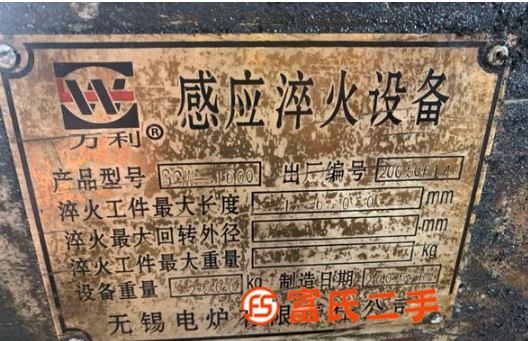 感应淬火设备
万利®
产品型号 出厂编号
淬火工件最大长度 mm
淬火最大回转外径 mm
淬火工件最大重量 kg
设备重量 kg 制造日期
无锡电炉 有限 公
富氏二手